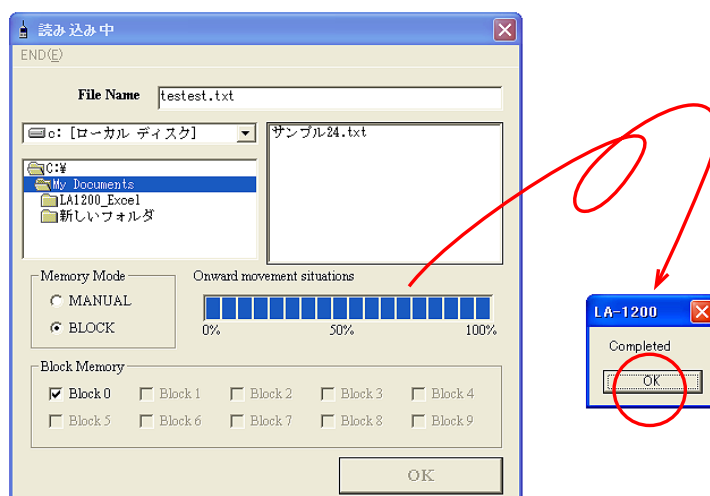 読み込み中
END(E)
File Name testest.txt
c: [ローカル ディスク]
サンプル24.txt
C:¥
My Documents
LA1200_Excel
新しいフォルダ
Memory Mode
Onward movement situations
MANUAL
BLOCK
0% 50% 100%
LA-1200
Completed
OK
Block Memory
Block 0 Block 1 Block 2 Block 3 Block 4
Block 5 Block 6 Block 7 Block 8 Block 9
OK